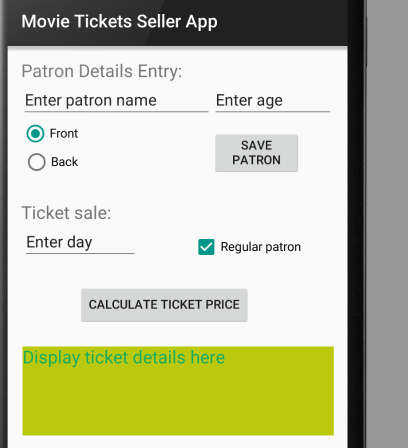 Movie Tickets Seller App
Patron Details Entry:
Enter patron name Enter age
Front
Back
SAVE
PATRON
Ticket sale:
Enter day
Regular patron
CALCULATE TICKET PRICE
Display ticket details here